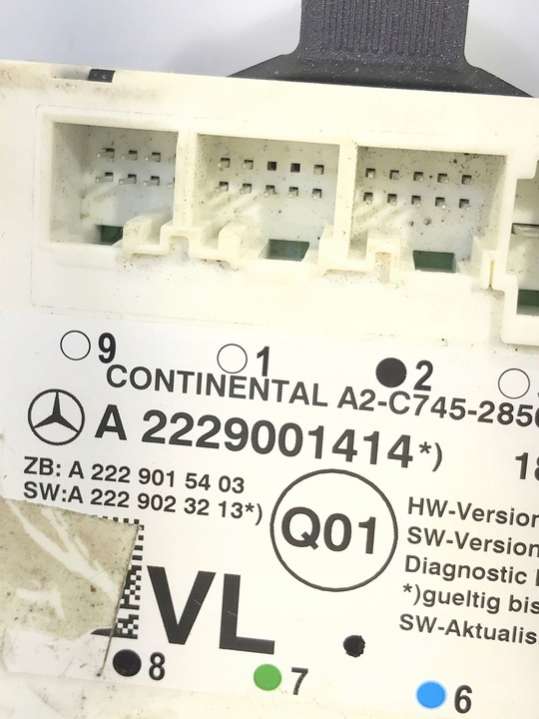 9 1 2
CONTINENTAL A2-C745-285
A 2229001414*) 18
ZB: A 222 901 54 03
SW:A 222 902 32 13*)
Q01
HW-Version
SW-Version
Diagnostic
*)gueltig bis
SW-Aktualis
VL
8 7 6